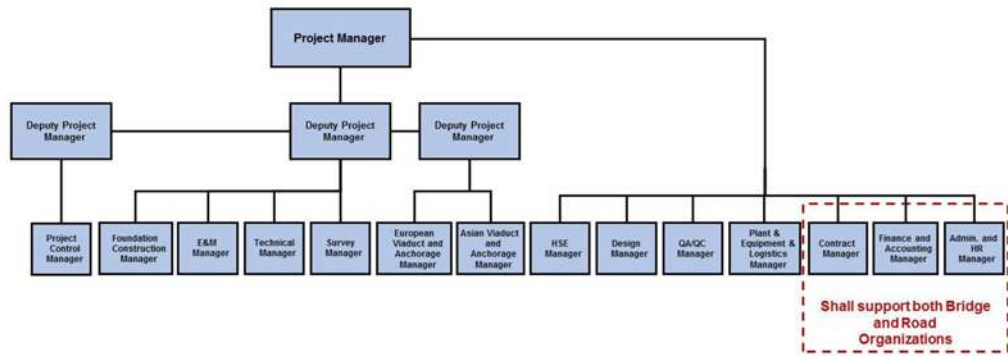 Project Manager
Deputy Project
Manager
Deputy Project
Manager
Deputy Project
Manager
Project
Control
Manager
Foundation
Construction
Manager
E&M
Manager
Technical
Manager
Survey
Manager
European
Viaduct and
Anchorage
Manager
Asian Viaduct
and
Anchorage
Manager
HSE
Manager
Design
Manager
QA/QC
Manager
Plant &
Equipment &
Logistics
Manager
Contract
Manager
Finance and
Accounting
Manager
Admin. and
HR
Manager
Shall support both Bridge
and Road
Organizations